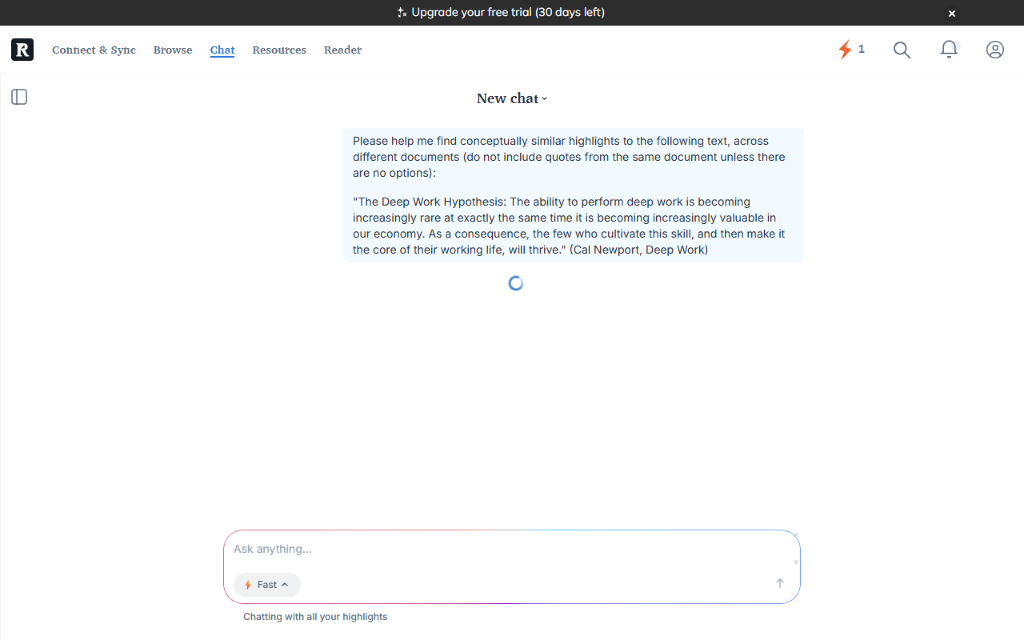 Upgrade your free trial (30 days left)
R Connect & Sync Browse Chat Resources Reader 1
New chat
Please help me find conceptually similar highlights to the following text, across
different documents (do not include quotes from the same document unless there
are no options):
"The Deep Work Hypothesis: The ability to perform deep work is becoming
increasingly rare at exactly the same time it is becoming increasingly valuable in
our economy. As a consequence, the few who cultivate this skill, and then make it
the core of their working life, will thrive." (Cal Newport, Deep Work)
Ask anything...
Fast
Chatting with all your highlights